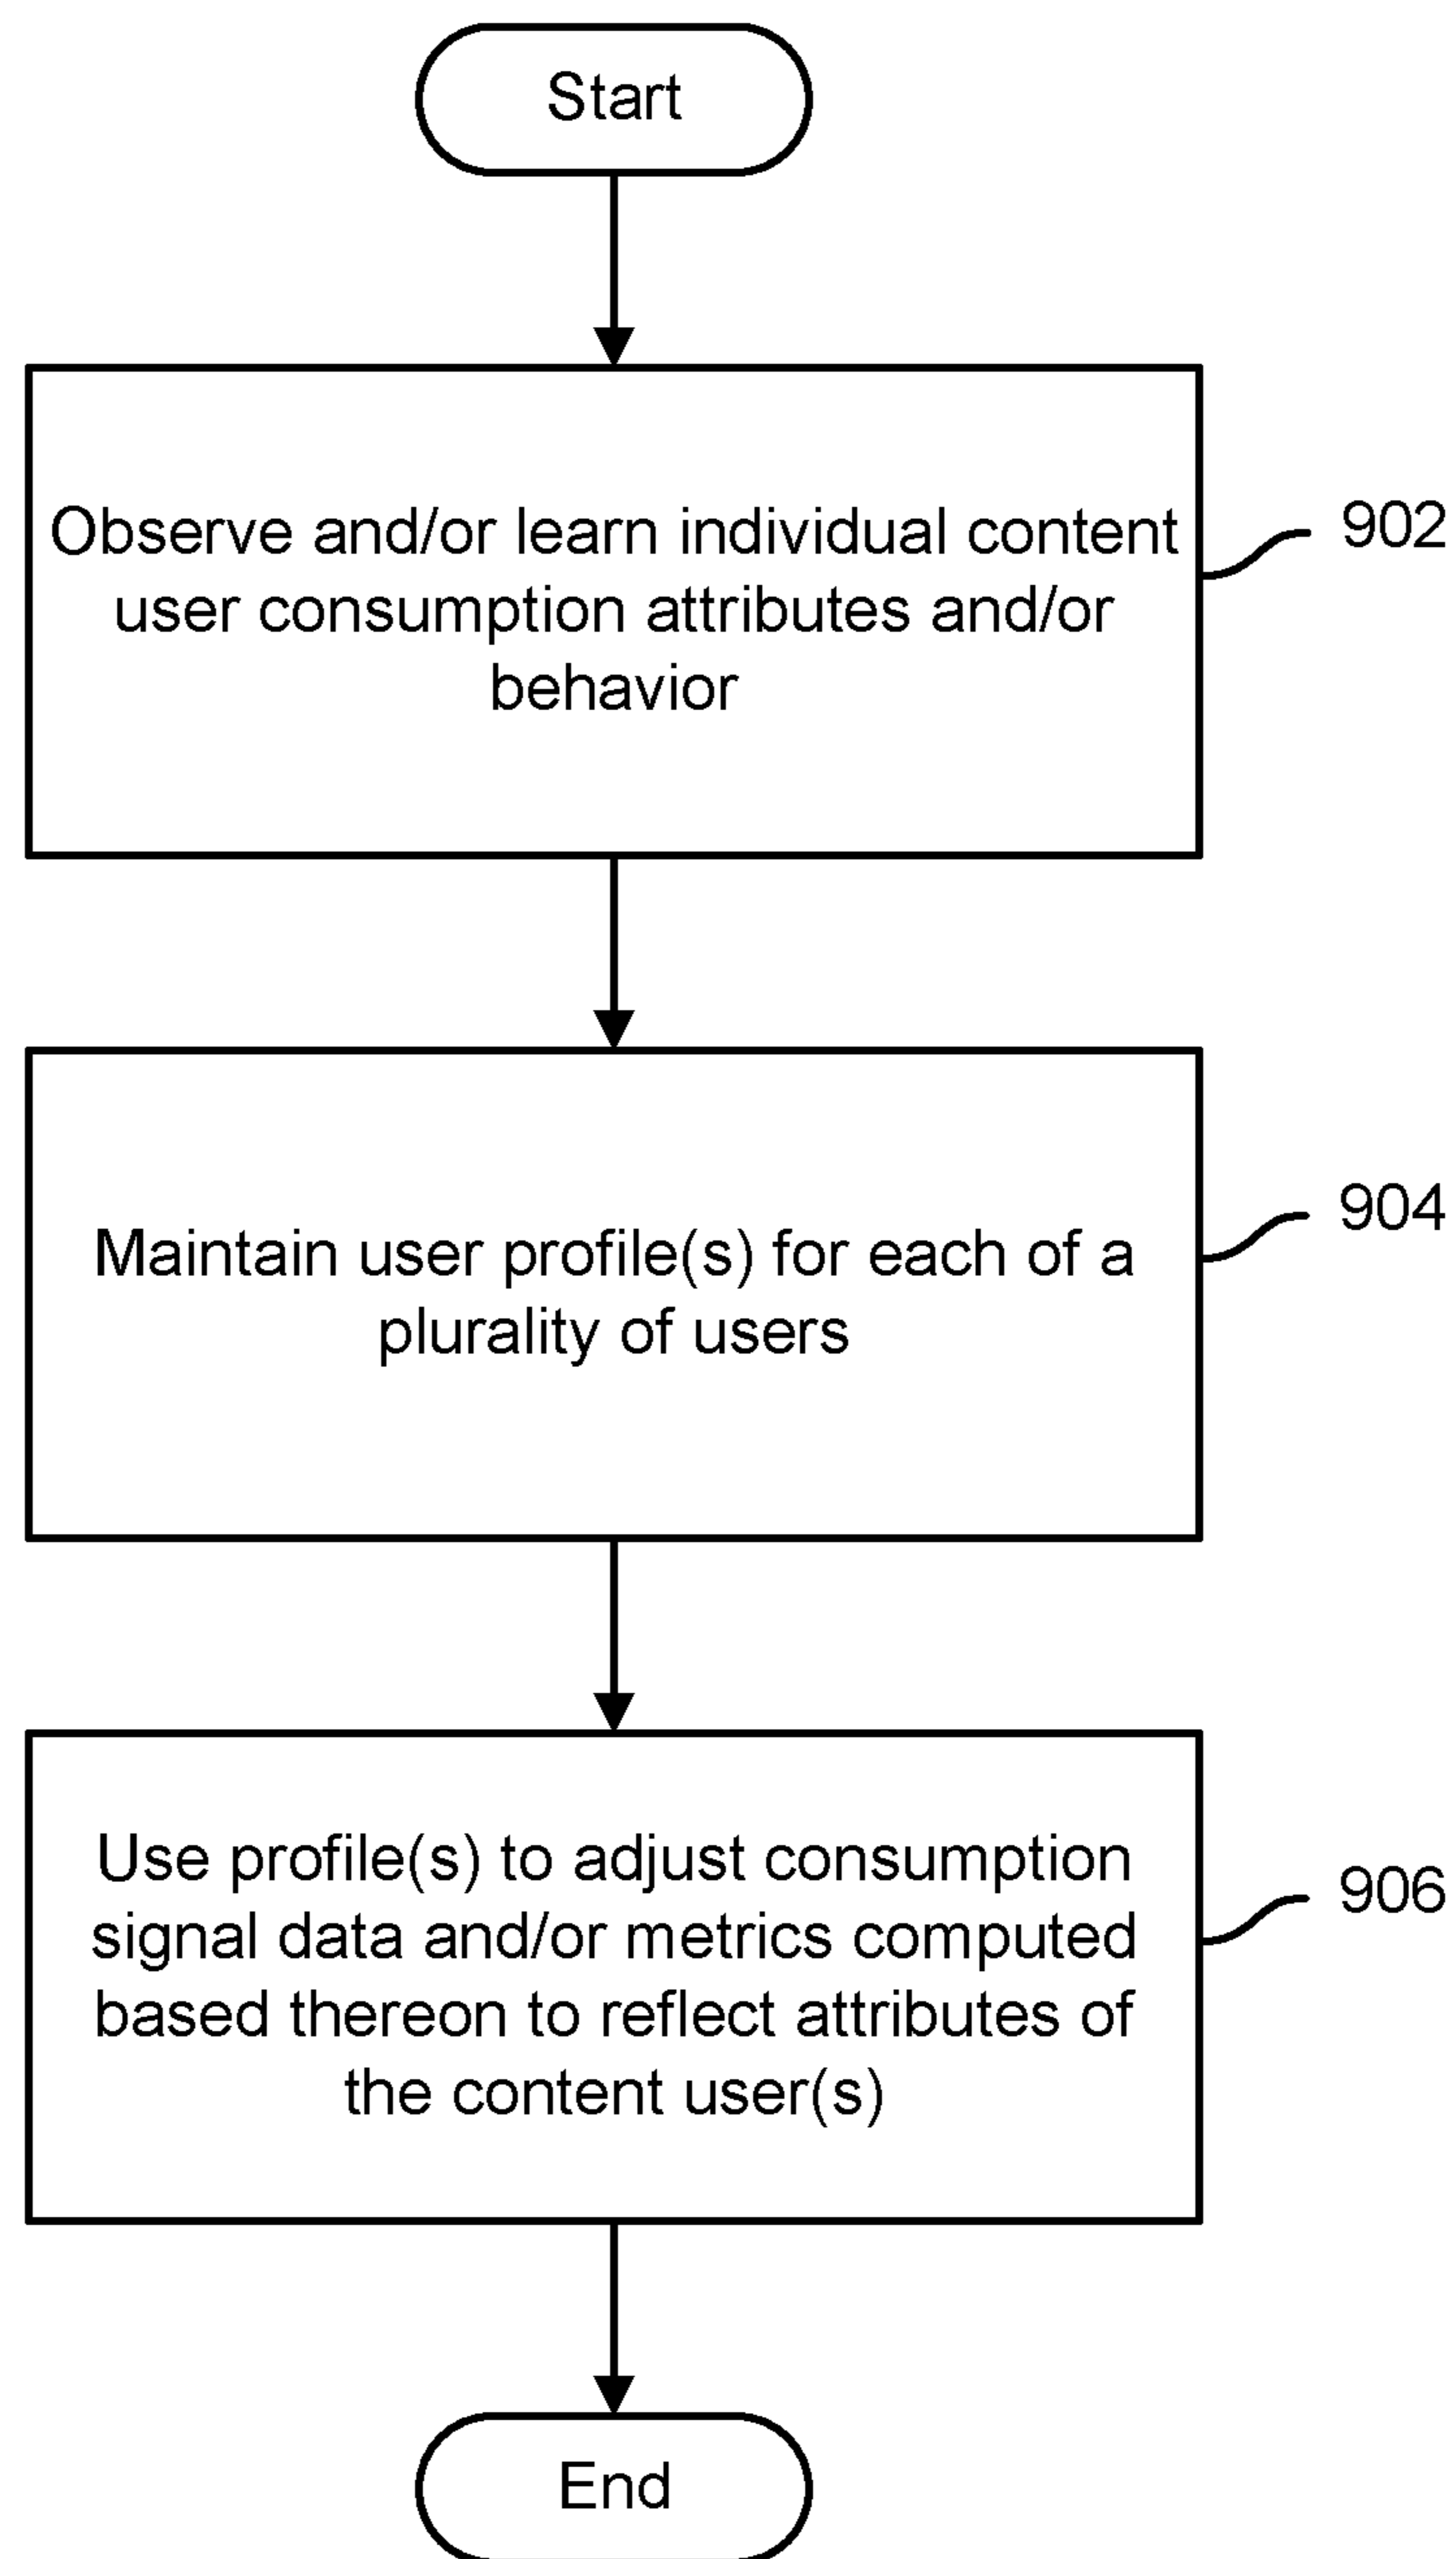 Start
Observe and/or learn individual content
user consumption attributes and/or
behavior
902
Maintain user profile(s) for each of a
plurality of users
904
Use profile(s) to adjust consumption
signal data and/or metrics computed
based thereon to reflect attributes of
the content user(s)
906
End